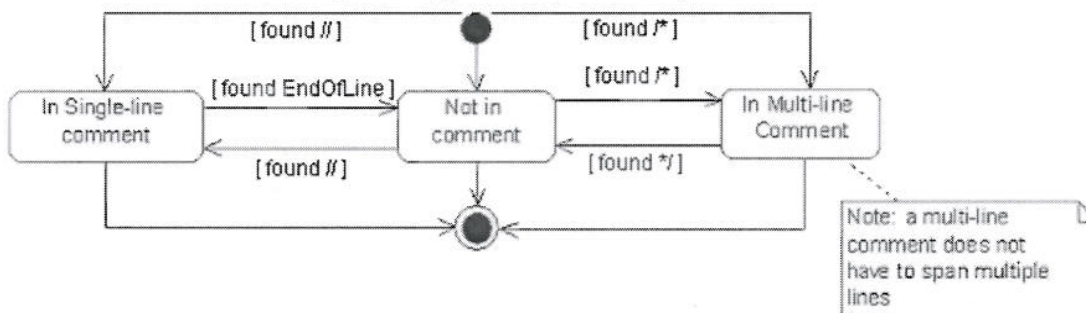 [found //]
[found /*]
[found EndOfLine]
[found /*]
In Single-line
comment
Not in
comment
In Multi-line
Comment
[found //]
[found */]
Note: a multi-line
comment does not
have to span multiple
lines